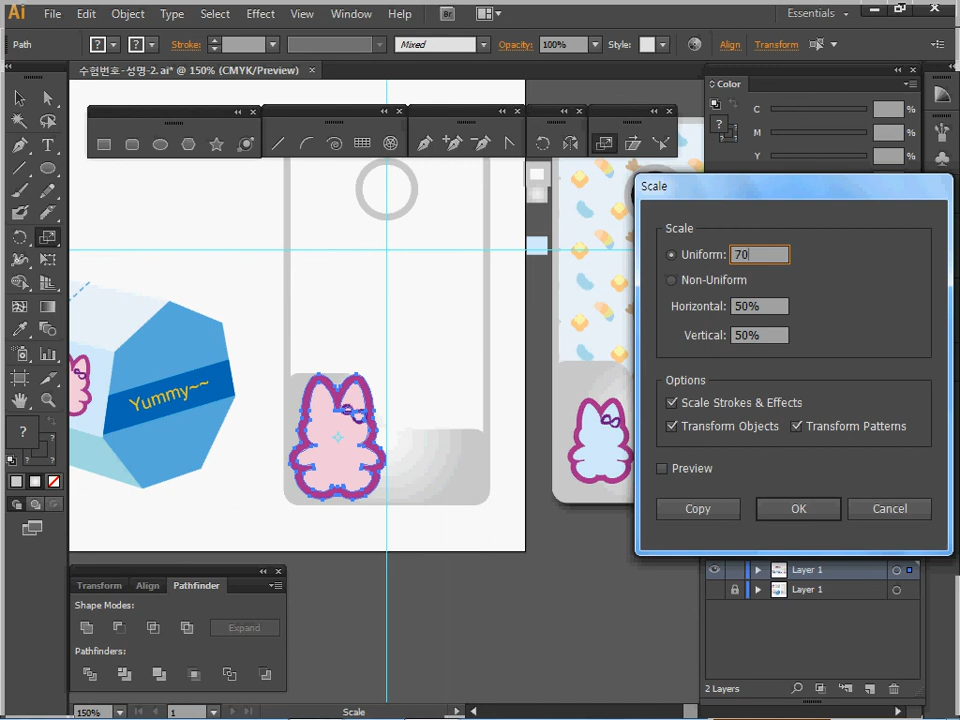 Ai File Edit Object Type Select Effect View Window Help Br Essentials
Path ? ? Stroke: Mixed Opacity: 100% Style: Align Transform
수험번호-성명-2.ai* @ 150% (CMYK/Preview) ×
Color
C %
M %
Y %
?
Scale
Scale
Uniform: 70
Non-Uniform
Horizontal: 50%
Vertical: 50%
Options
Scale Strokes & Effects
Transform Objects Transform Patterns
Preview
Copy OK Cancel
Yummy~~
?
?
Layer 1
Layer 1
2 Layers
Transform Align Pathfinder
Shape Modes:
Expand
Pathfinders:
150% 1 Scale